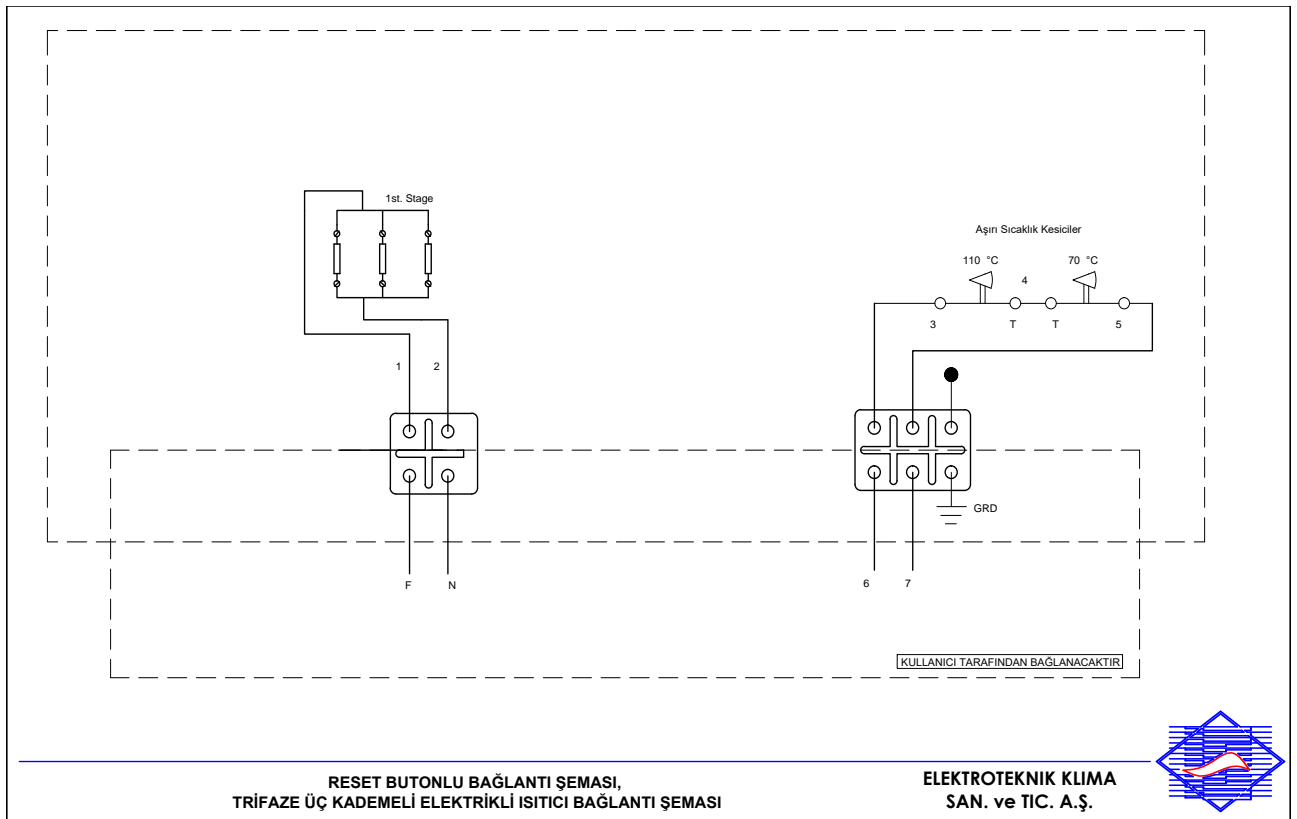 1st. Stage
Aşırı Sıcaklık Kesiciler
110 °C
70 °C
4
3
T
T
5
1
2
GRD
F
N
6
7
KULLANICI TARAFINDAN BAĞLANACAKTIR
RESET BUTONLU BAĞLANTI ŞEMASI,
TRİFAZE ÜÇ KADEMELİ ELEKTRİKLİ ISITICI BAĞLANTI ŞEMASI
ELEKTROTEKNIK KLIMA
SAN. ve TIC. A.Ş.